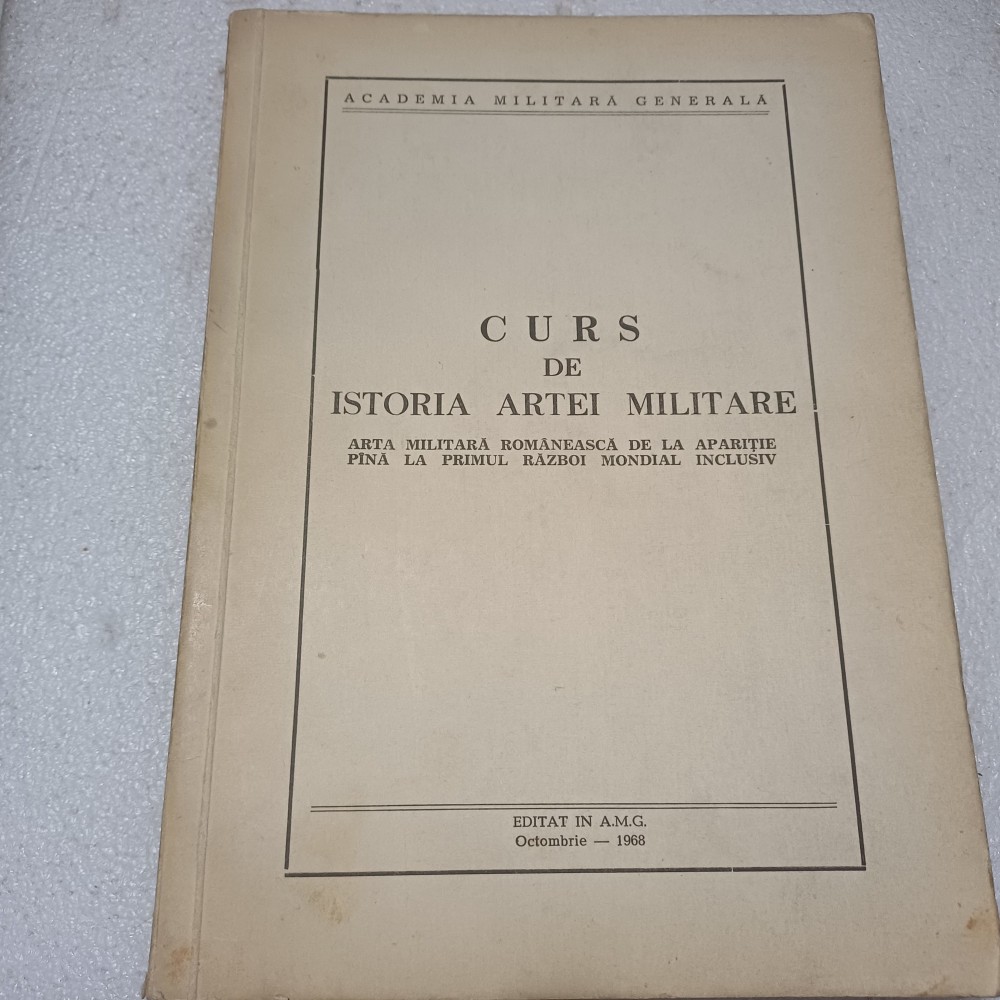 ACADEMIA MILITARĂ GENERALĂ
CURS
DE
ISTORIA ARTEI MILITARE
ARTA MILITARĂ ROMÂNEASCĂ DE LA APARIȚIE
PÎNĂ LA PRIMUL RĂZBOI MONDIAL INCLUSIV
EDITAT IN A.M.G.
Octombrie — 1968